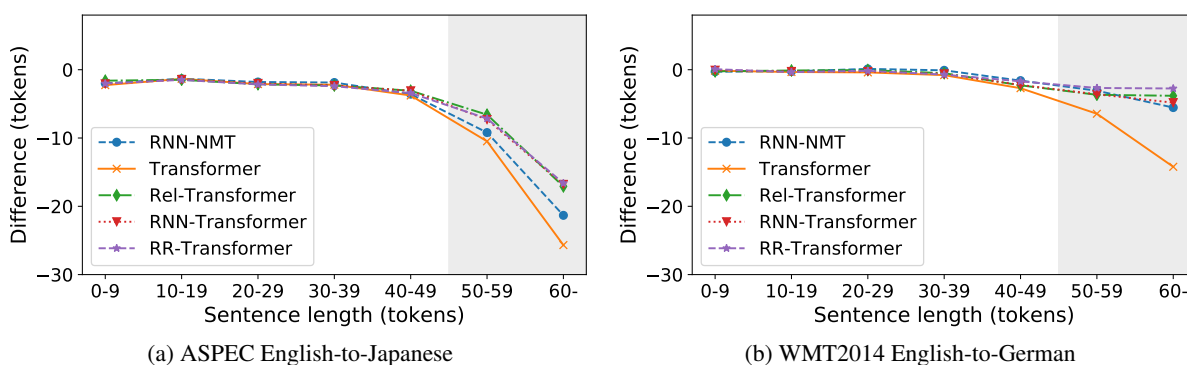 Difference (tokens)
0
−10
−20
−30
RNN-NMT
Transformer
Rel-Transformer
RNN-Transformer
RR-Transformer
0-9 10-19 20-29 30-39 40-49 50-59 60-
Sentence length (tokens)
(a) ASPEC English-to-Japanese
Difference (tokens)
0
−10
−20
−30
RNN-NMT
Transformer
Rel-Transformer
RNN-Transformer
RR-Transformer
0-9 10-19 20-29 30-39 40-49 50-59 60-
Sentence length (tokens)
(b) WMT2014 English-to-German